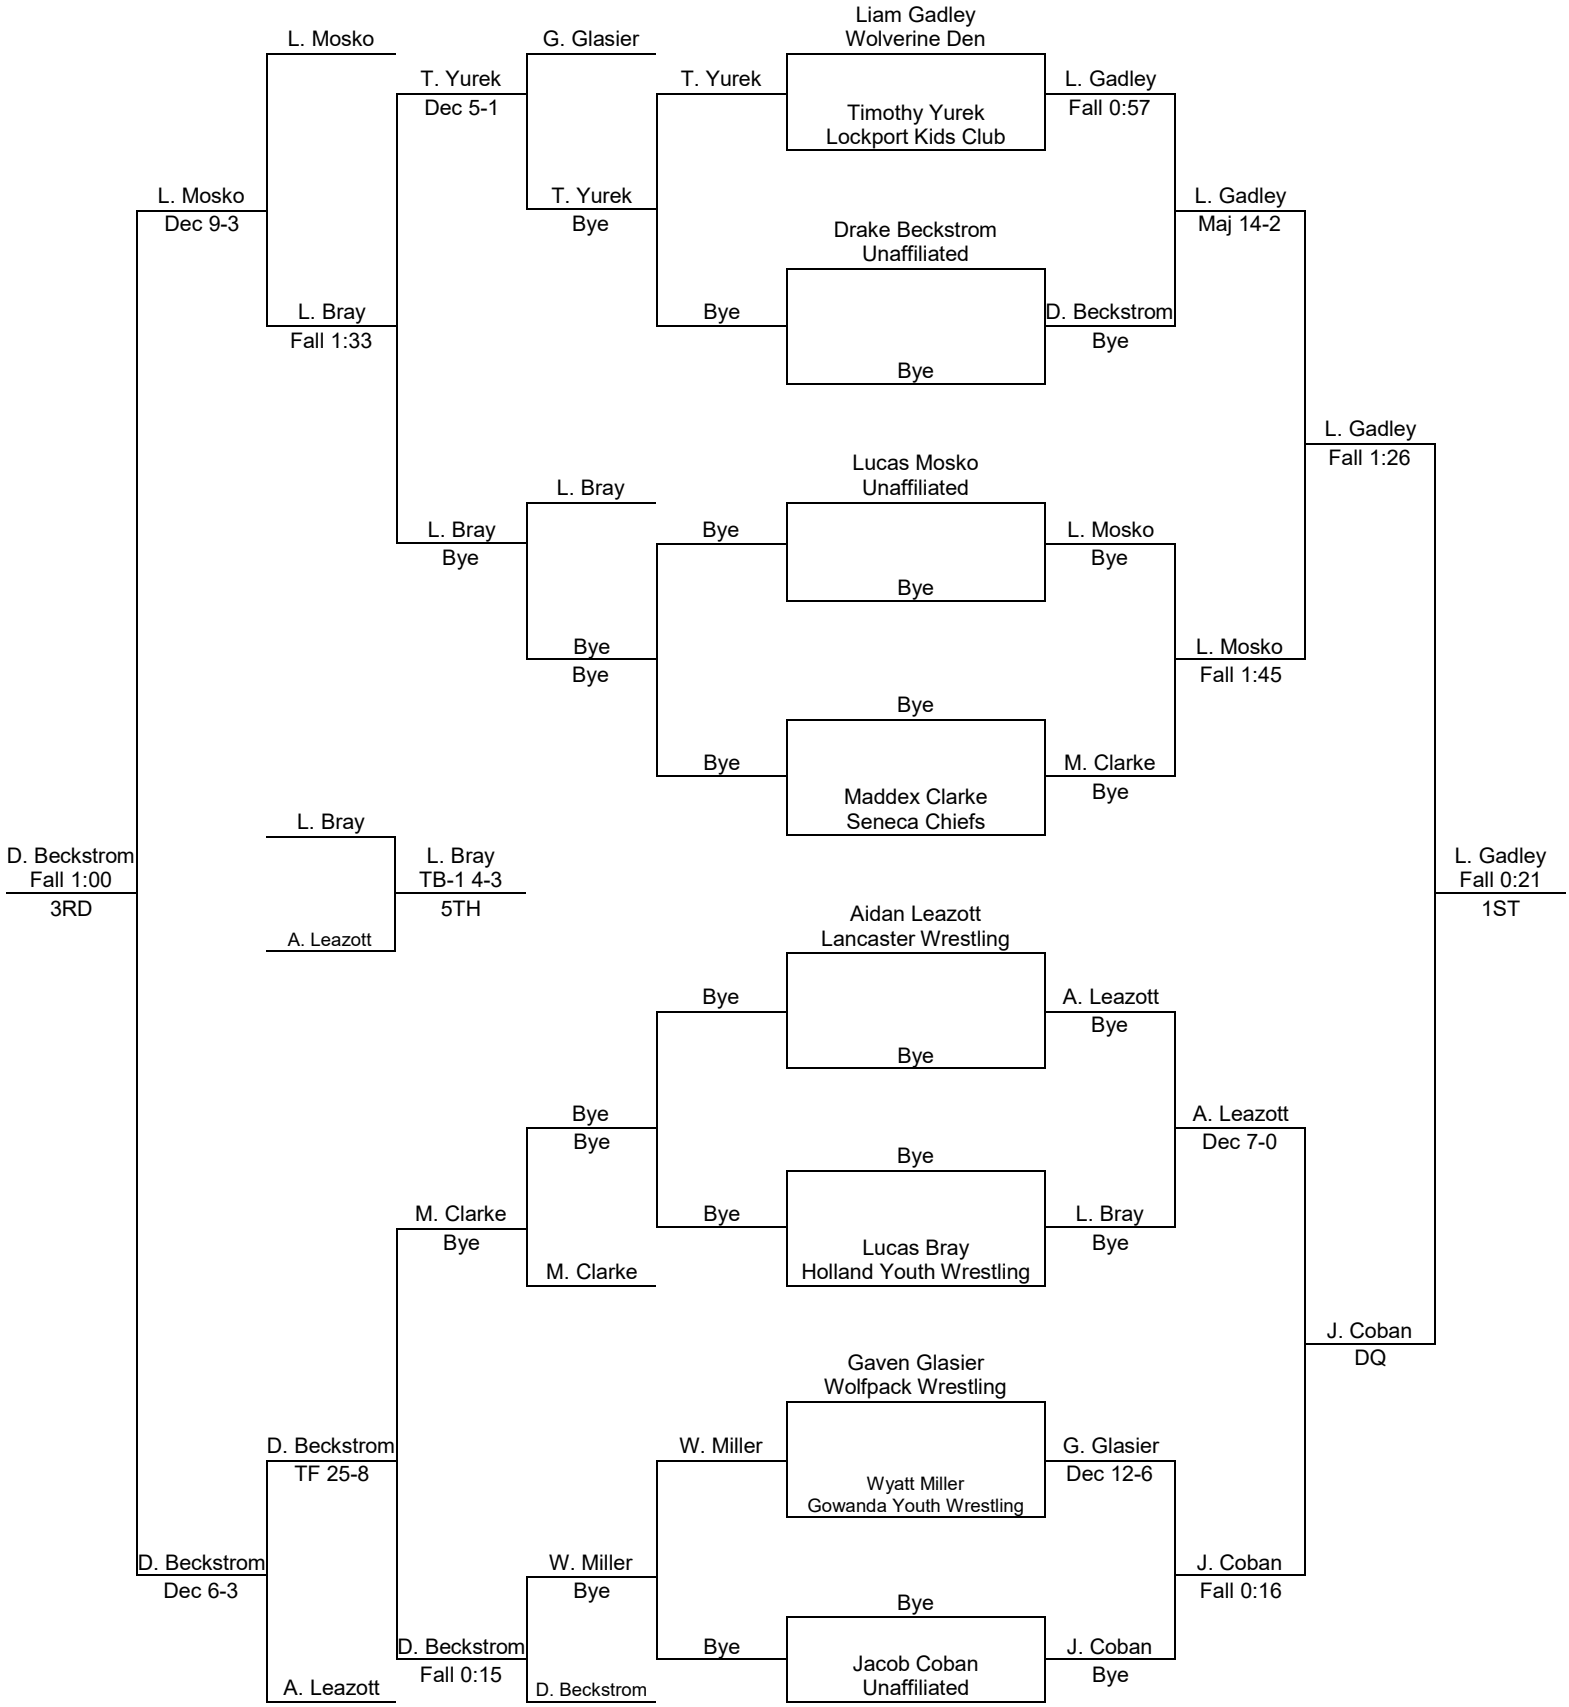 L. Mosko
G. Glasier
Liam Gadley
Wolverine Den
T. Yurek
Dec 5-1
T. Yurek
L. Gadley
Fall 0:57
Timothy Yurek
Lockport Kids Club
L. Mosko
Dec 9-3
T. Yurek
Bye
L. Gadley
Maj 14-2
Drake Beckstrom
Unaffiliated
L. Bray
Fall 1:33
Bye
D. Beckstrom
Bye
Bye
L. Gadley
Fall 1:26
Lucas Mosko
Unaffiliated
L. Bray
L. Bray
Bye
Bye
L. Mosko
Bye
Bye
Bye
Bye
L. Mosko
Fall 1:45
Bye
Bye
M. Clarke
Bye
Maddex Clarke
Seneca Chiefs
L. Bray
D. Beckstrom
Fall 1:00
3RD
L. Bray
TB-1 4-3
5TH
L. Gadley
Fall 0:21
1ST
A. Leazott
Aidan Leazott
Lancaster Wrestling
Bye
A. Leazott
Bye
Bye
Bye
Bye
A. Leazott
Dec 7-0
Bye
M. Clarke
Bye
Bye
L. Bray
Bye
Lucas Bray
Holland Youth Wrestling
M. Clarke
J. Coban
DQ
Gaven Glasier
Wolfpack Wrestling
D. Beckstrom
TF 25-8
W. Miller
G. Glasier
Dec 12-6
Wyatt Miller
Gowanda Youth Wrestling
D. Beckstrom
Dec 6-3
W. Miller
Bye
J. Coban
Fall 0:16
Bye
D. Beckstrom
Fall 0:15
Bye
J. Coban
Bye
Jacob Coban
Unaffiliated
A. Leazott
D. Beckstrom